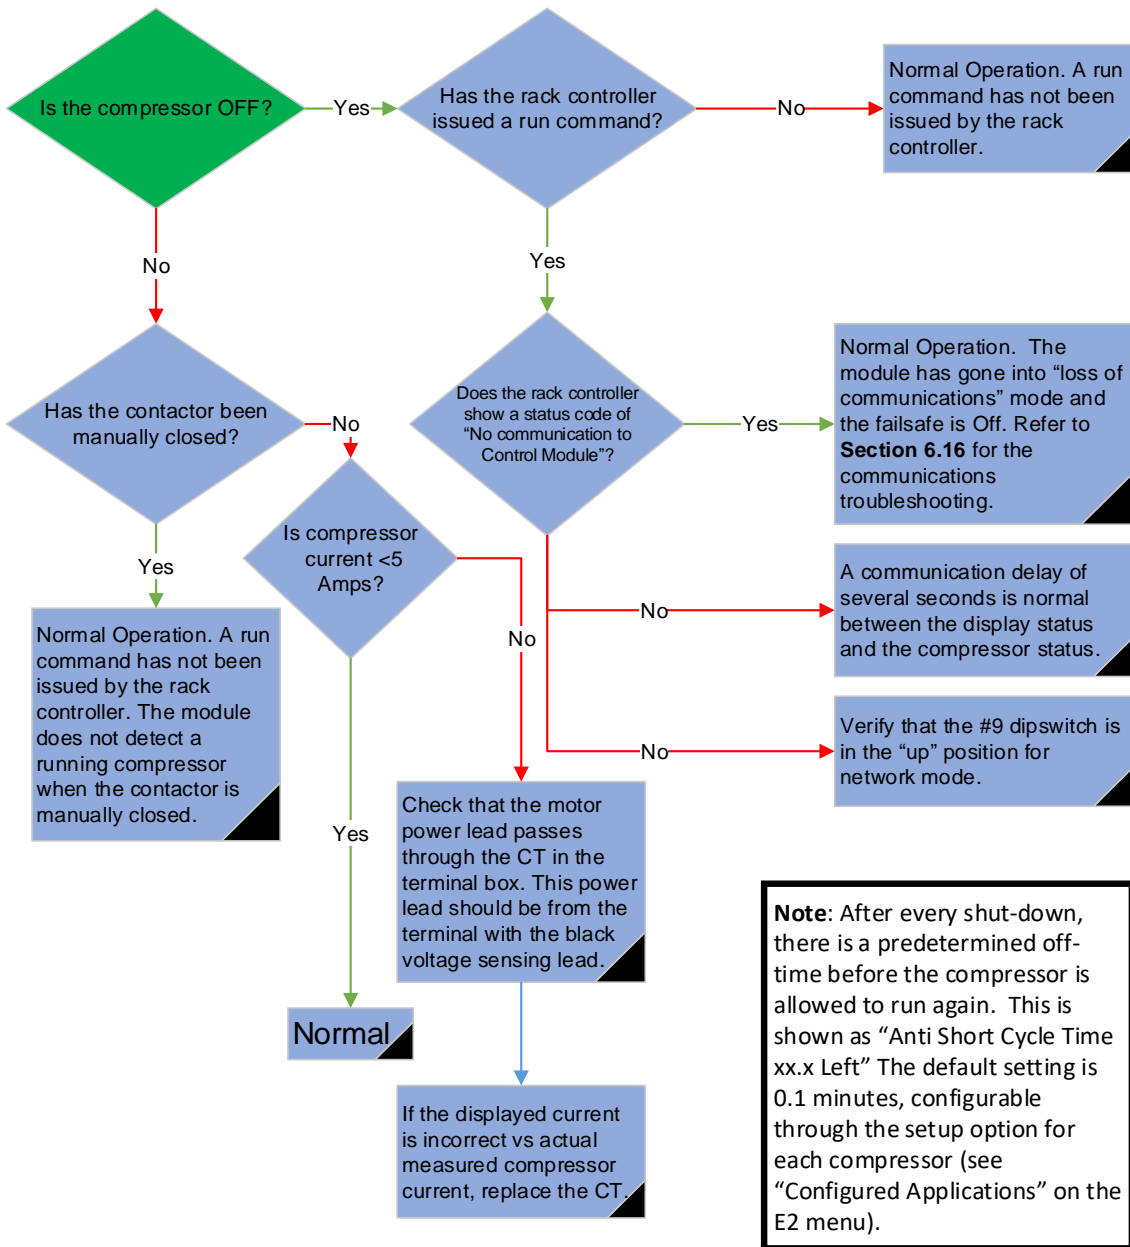 Is the compressor OFF?
Yes
Has the rack controller
issued a run command?
No
Normal Operation. A run
command has not been
issued by the rack
controller.
No
Yes
Has the contactor been
manually closed?
No
Does the rack controller
show a status code of
“No communication to
Control Module”?
Yes
Normal Operation.  The
module has gone into “loss of
communications” mode and
the failsafe is Off. Refer to
Section 6.16 for the
communications
troubleshooting.
Is compressor
current <5
Amps?
Yes
No
No
A communication delay of
several seconds is normal
between the display status
and the compressor status.
Normal Operation. A run
command has not been
issued by the rack
controller. The module
does not detect a
running compressor
when the contactor is
manually closed.
No
Verify that the #9 dipswitch is
in the “up” position for
network mode.
Yes
Check that the motor
power lead passes
through the CT in the
terminal box. This power
lead should be from the
terminal with the black
voltage sensing lead.
Normal
If the displayed current
is incorrect vs actual
measured compressor
current, replace the CT.
Note: After every shut-down,
there is a predetermined off-
time before the compressor is
allowed to run again.  This is
shown as “Anti Short Cycle Time
xx.x Left” The default setting is
0.1 minutes, configurable
through the setup option for
each compressor (see
“Configured Applications” on the
E2 menu).